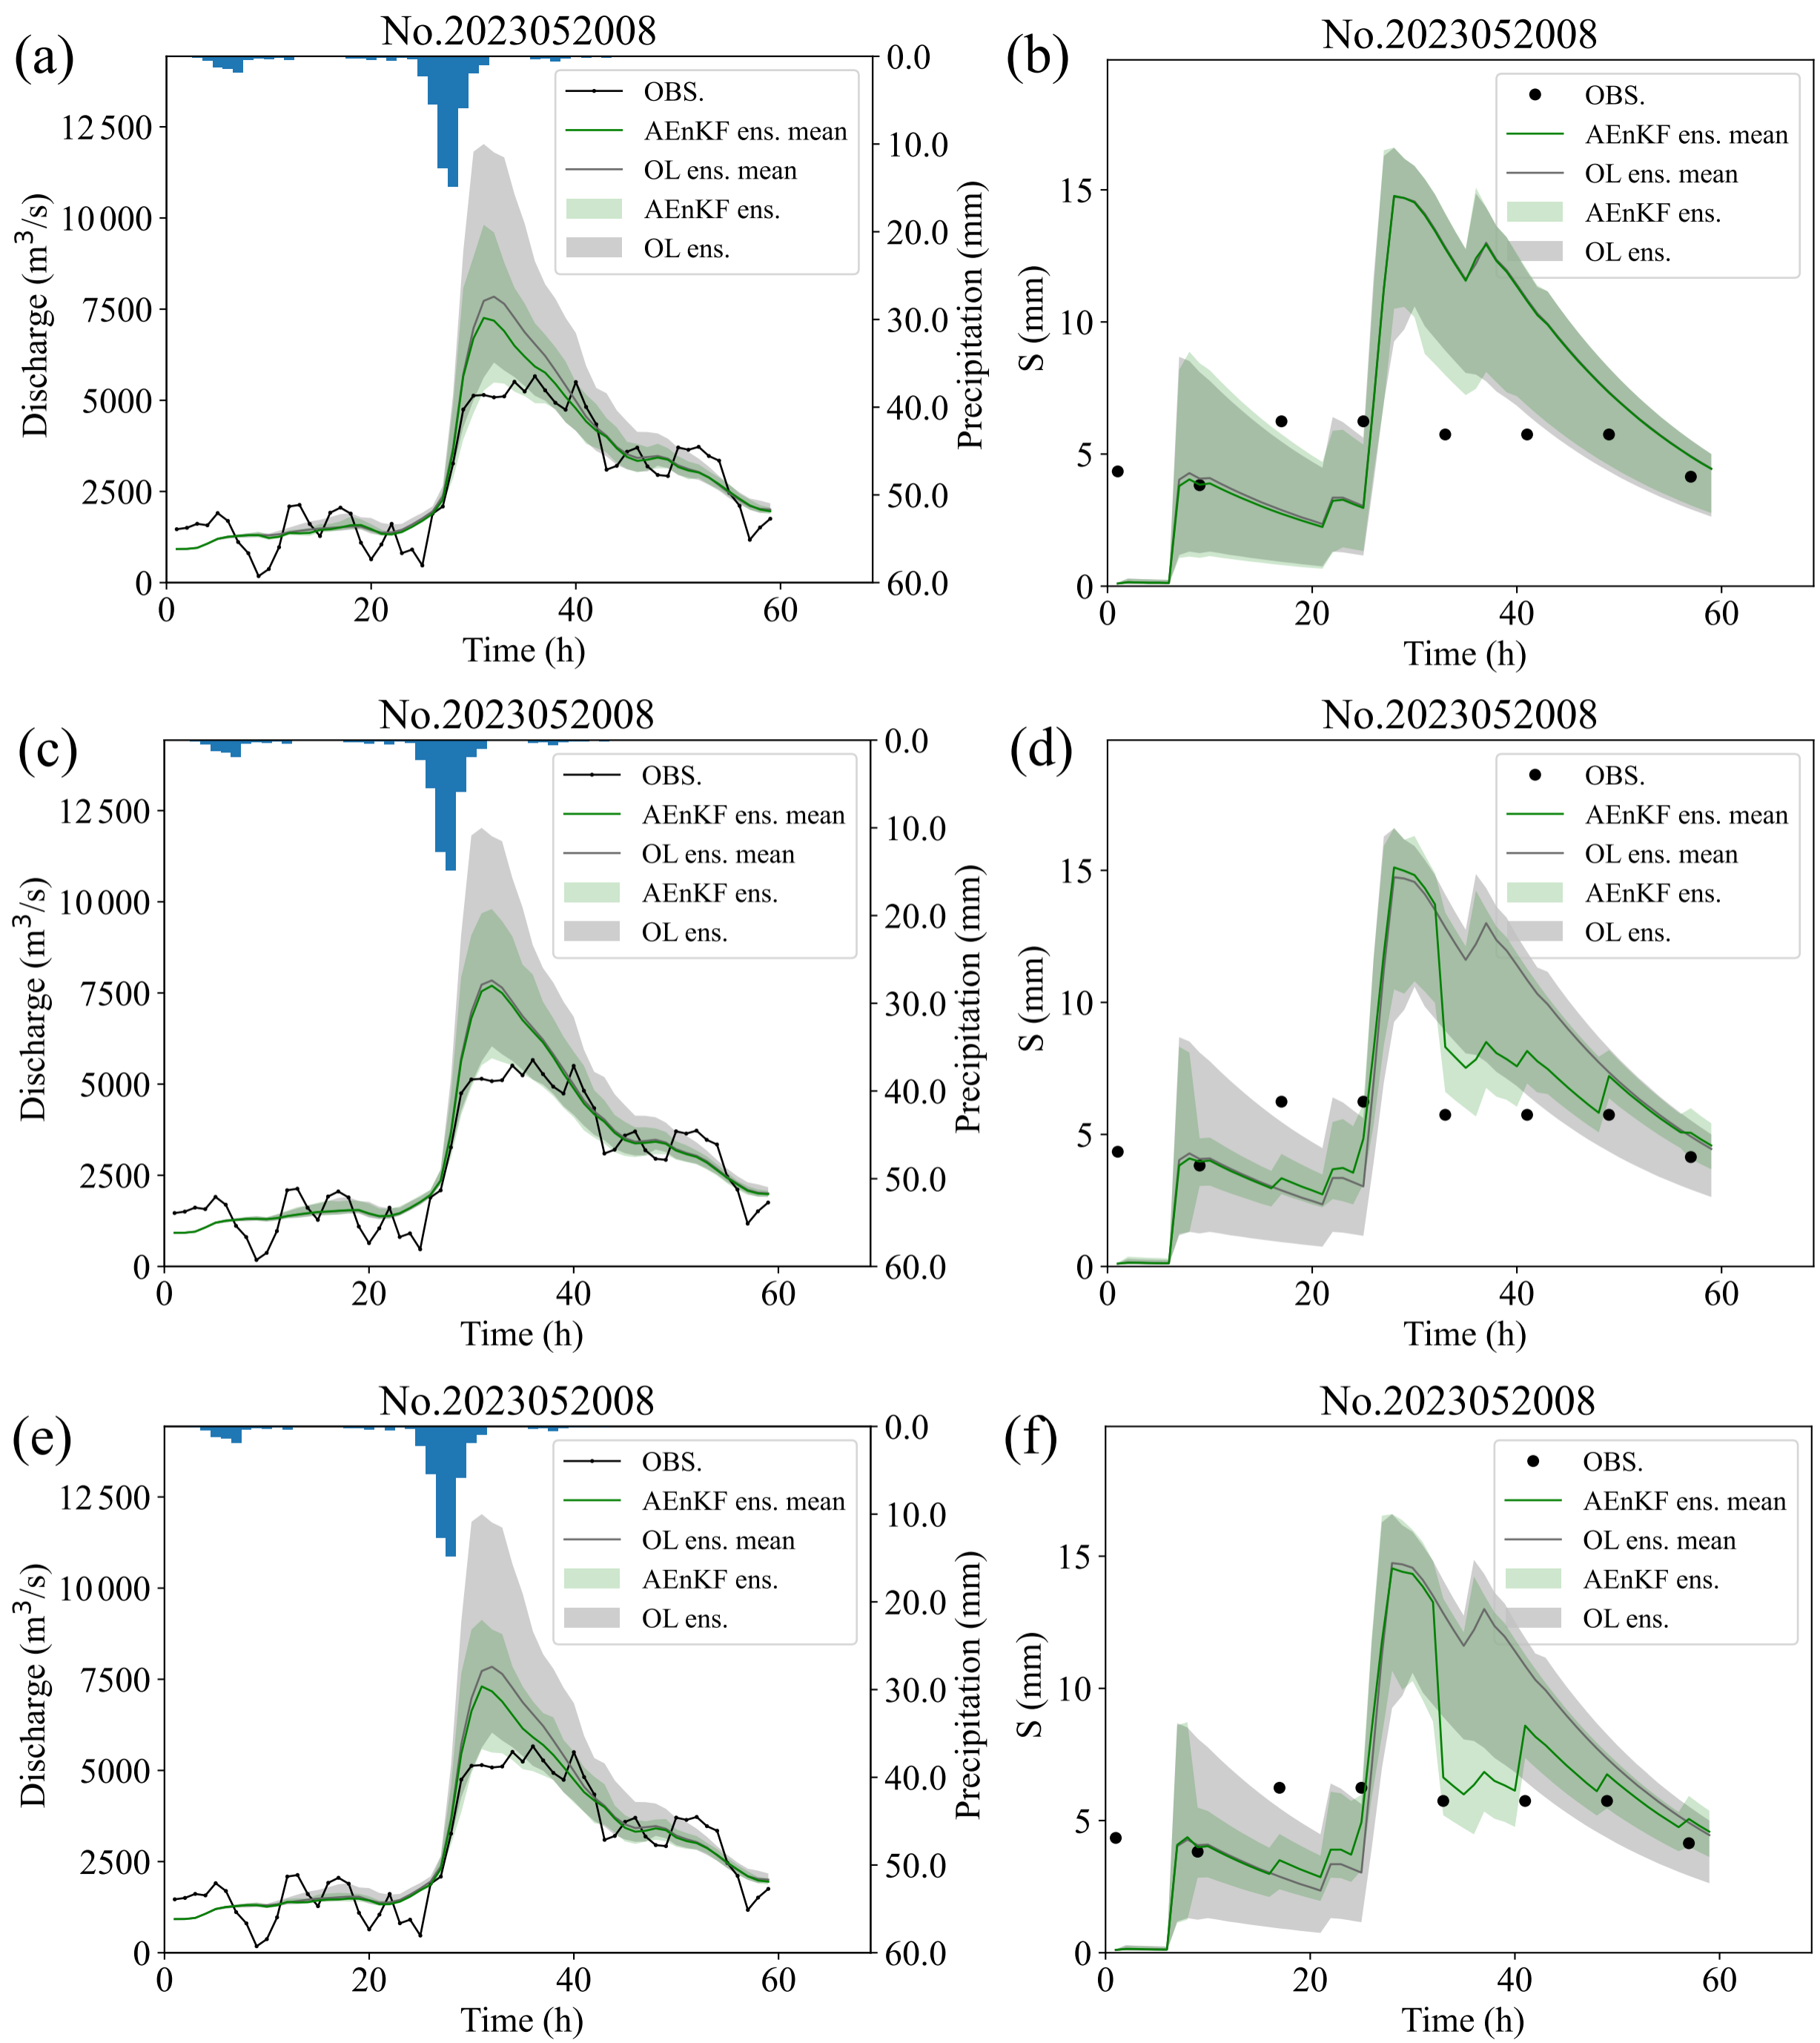 (a)
No.2023052008
12 500
10 000
7500
5000
2500
0
Discharge (m³/s)
0.0
10.0
20.0
30.0
40.0
50.0
60.0
Precipitation (mm)
OBS.
AEnKF ens. mean
OL ens. mean
AEnKF ens.
OL ens.
0 20 40 60
Time (h)
(b)
No.2023052008
15
10
5
0
S (mm)
OBS.
AEnKF ens. mean
OL ens. mean
AEnKF ens.
OL ens.
0 20 40 60
Time (h)
(c)
No.2023052008
12 500
10 000
7500
5000
2500
0
Discharge (m³/s)
0.0
10.0
20.0
30.0
40.0
50.0
60.0
Precipitation (mm)
OBS.
AEnKF ens. mean
OL ens. mean
AEnKF ens.
OL ens.
0 20 40 60
Time (h)
(d)
No.2023052008
15
10
5
0
S (mm)
OBS.
AEnKF ens. mean
OL ens. mean
AEnKF ens.
OL ens.
0 20 40 60
Time (h)
(e)
No.2023052008
12 500
10 000
7500
5000
2500
0
Discharge (m³/s)
0.0
10.0
20.0
30.0
40.0
50.0
60.0
Precipitation (mm)
OBS.
AEnKF ens. mean
OL ens. mean
AEnKF ens.
OL ens.
0 20 40 60
Time (h)
(f)
No.2023052008
15
10
5
0
S (mm)
OBS.
AEnKF ens. mean
OL ens. mean
AEnKF ens.
OL ens.
0 20 40 60
Time (h)